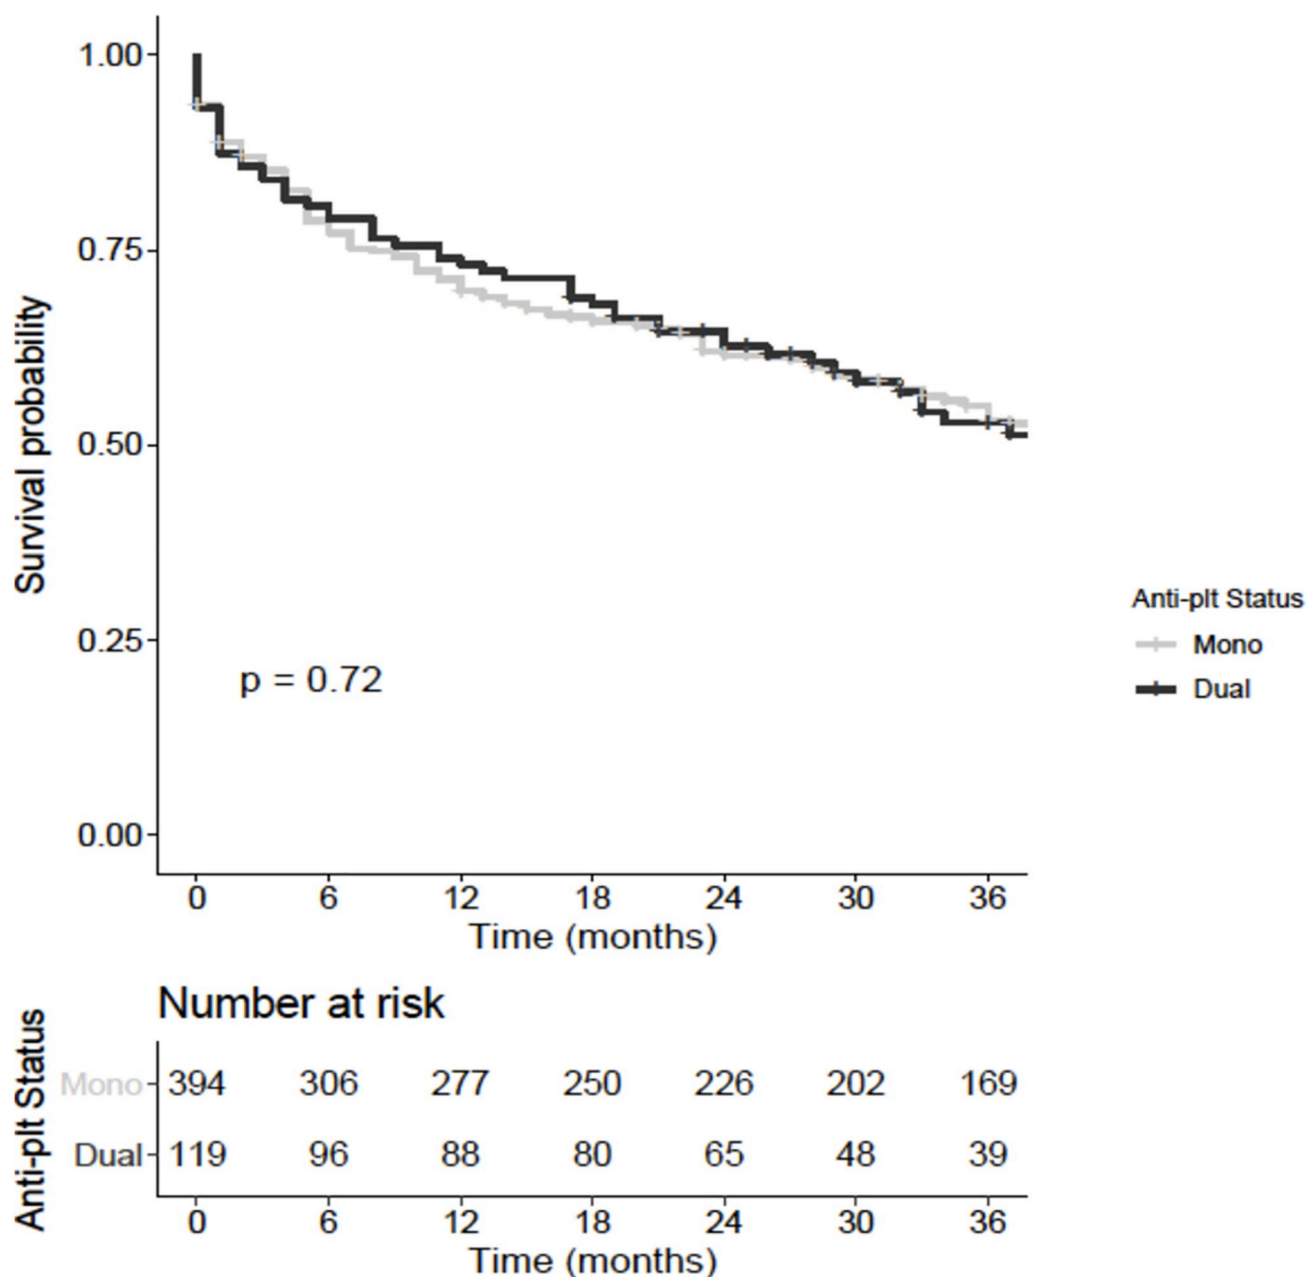 1.00
0.75
0.50
0.25
0.00
Survival probability
p = 0.72
Anti-plt Status
Mono
Dual
0 6 12 18 24 30 36
Time (months)
Number at risk
Anti-plt Status
Mono 394 306 277 250 226 202 169
Dual 119 96 88 80 65 48 39
0 6 12 18 24 30 36
Time (months)